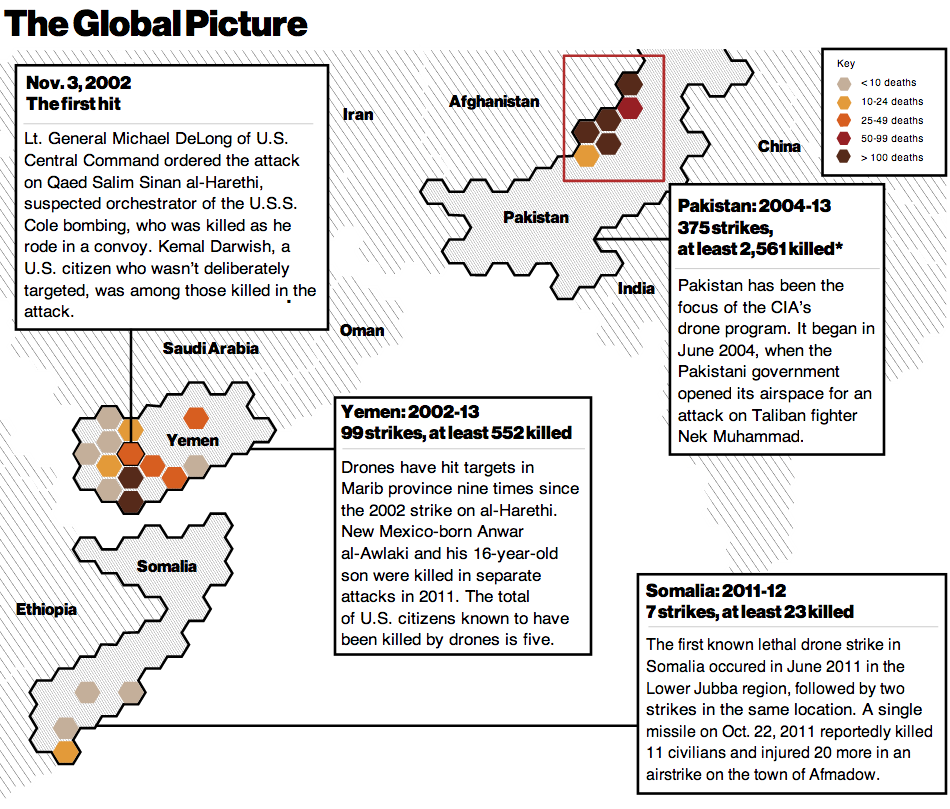 The Global Picture
Nov. 3, 2002
The first hit
Lt. General Michael DeLong of U.S.
Central Command ordered the attack
on Qaed Salim Sinan al-Harethi,
suspected orchestrator of the U.S.S.
Cole bombing, who was killed as he
rode in a convoy. Kemal Darwish, a
U.S. citizen who wasn't deliberately
targeted, was among those killed in the
attack.
Iran
Afghanistan
China
Pakistan
India
Key
<10 deaths
10-24 deaths
25-49 deaths
50-99 deaths
> 100 deaths
Pakistan: 2004-13
375 strikes,
at least 2,561 killed*
Pakistan has been the
focus of the CIA's
drone program. It began in
June 2004, when the
Pakistani government
opened its airspace for an
attack on Taliban fighter
Nek Muhammad.
Oman
Saudi Arabia
Yemen
Yemen: 2002-13
99 strikes, at least 552 killed
Drones have hit targets in
Marib province nine times since
the 2002 strike on al-Harethi.
New Mexico-born Anwar
al-Awlaki and his 16-year-old
son were killed in separate
attacks in 2011. The total
of U.S. citizens known to have
been killed by drones is five.
Somalia
Ethiopia
Somalia: 2011-12
7 strikes, at least 23 killed
The first known lethal drone strike in
Somalia occured in June 2011 in the
Lower Jubba region, followed by two
strikes in the same location. A single
missile on Oct. 22, 2011 reportedly killed
11 civilians and injured 20 more in an
airstrike on the town of Afmadow.